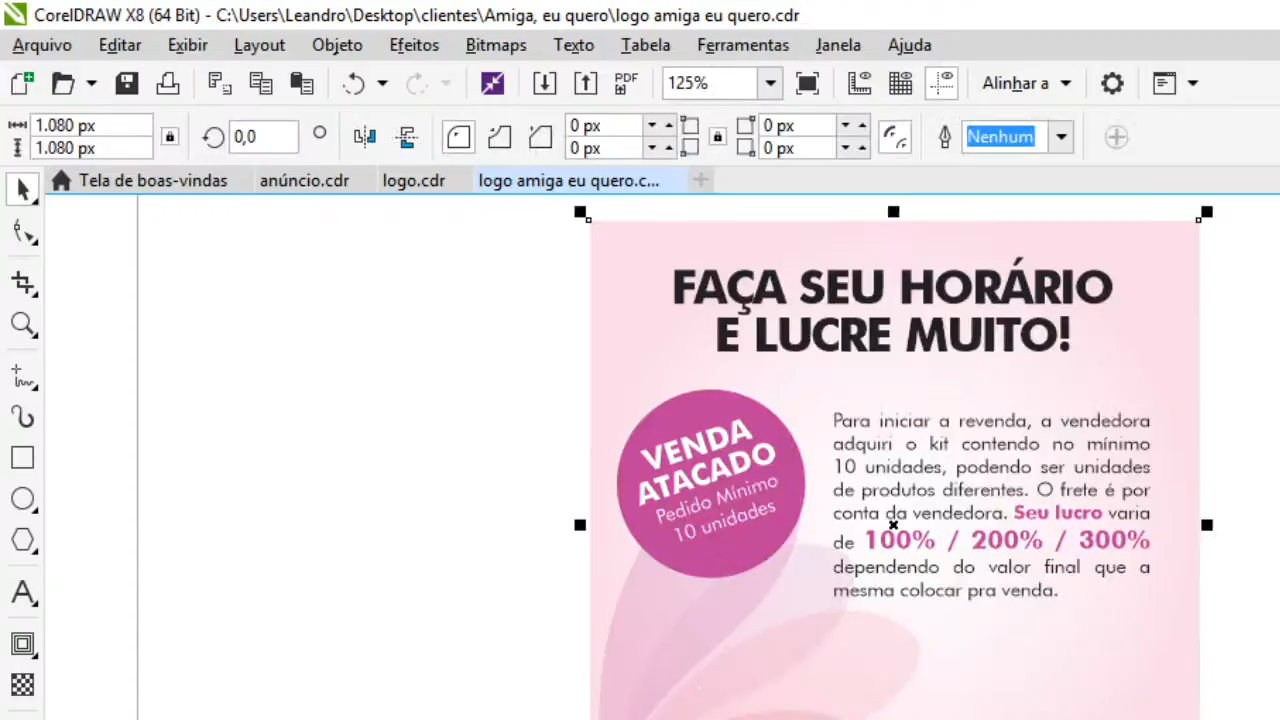 CorelDRAW X8 (64 Bit) - C:\Users\Leandro\Desktop\clientes\Amiga, eu quero\logo amiga eu quero.cdr
Arquivo Editar Exibir Layout Objeto Efeitos Bitmaps Texto Tabela Ferramentas Janela Ajuda
PDF 125% Alinhar a
1.080 px 0,0 0 px 0 px Nenhum
1.080 px 0 px 0 px
Tela de boas-vindas anúncio.cdr logo.cdr logo amiga eu quero.c...
FAÇA SEU HORÁRIO
E LUCRE MUITO!
VENDA
ATACADO
Pedido Mínimo
10 unidades
Para iniciar a revenda, a vendedora
adquiri o kit contendo no mínimo
10 unidades, podendo ser unidades
de produtos diferentes. O frete é por
conta da vendedora. Seu lucro varia
de 100% / 200% / 300%
dependendo do valor final que a
mesma colocar pra venda.